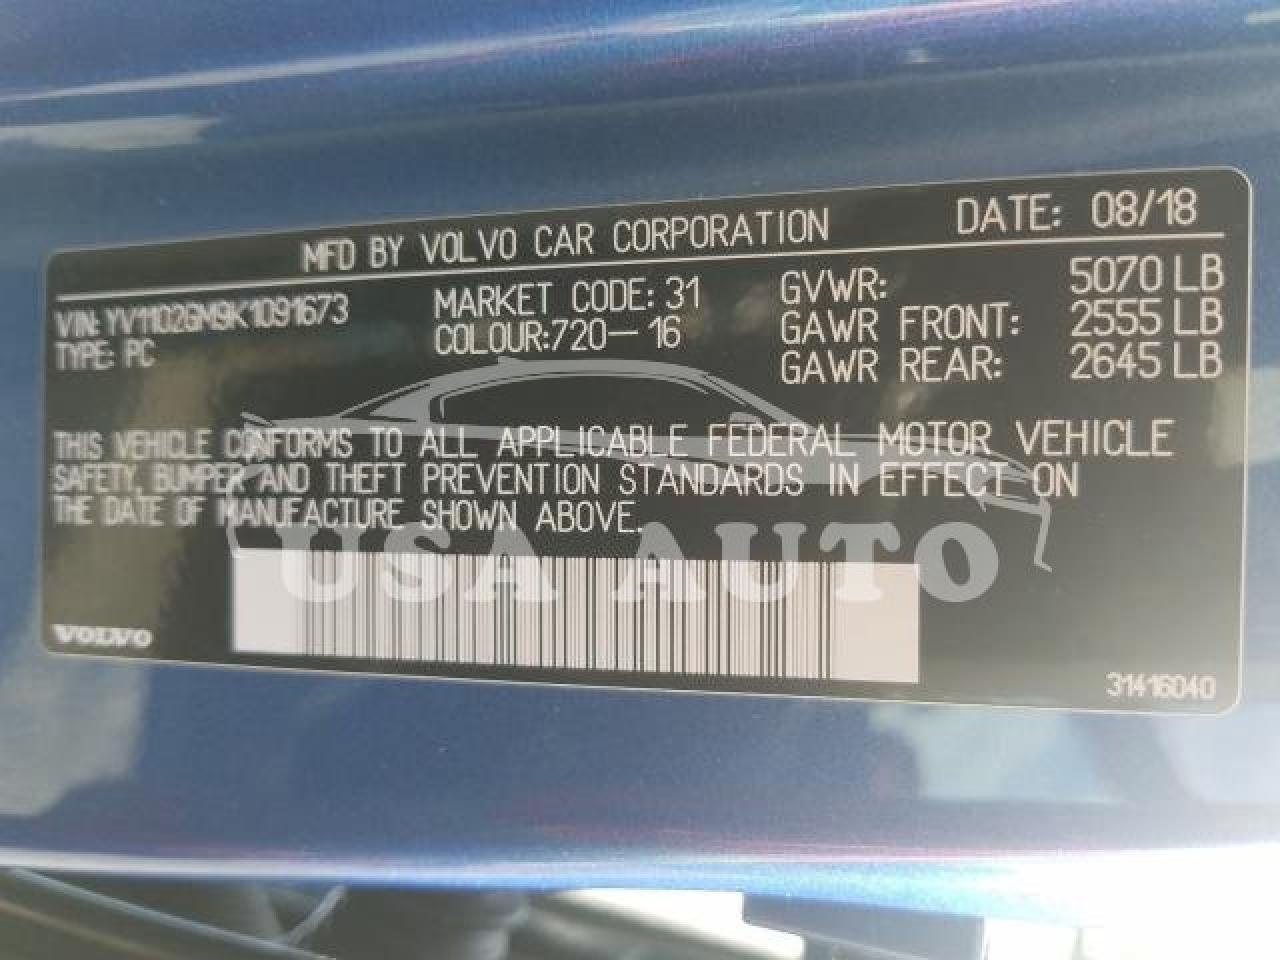 MFD BY VOLVO CAR CORPORATION DATE: 08/18
VIN: YV1102GM9K1091673 MARKET CODE: 31 GVWR: 5070 LB
TYPE: PC COLOUR:720-16 GAWR FRONT: 2555 LB
GAWR REAR: 2645 LB
THIS VEHICLE CONFORMS TO ALL APPLICABLE FEDERAL MOTOR VEHICLE
SAFETY, BUMPER AND THEFT PREVENTION STANDARDS IN EFFECT ON
THE DATE OF MANUFACTURE SHOWN ABOVE.
USA AUTO
VOLVO
31416040